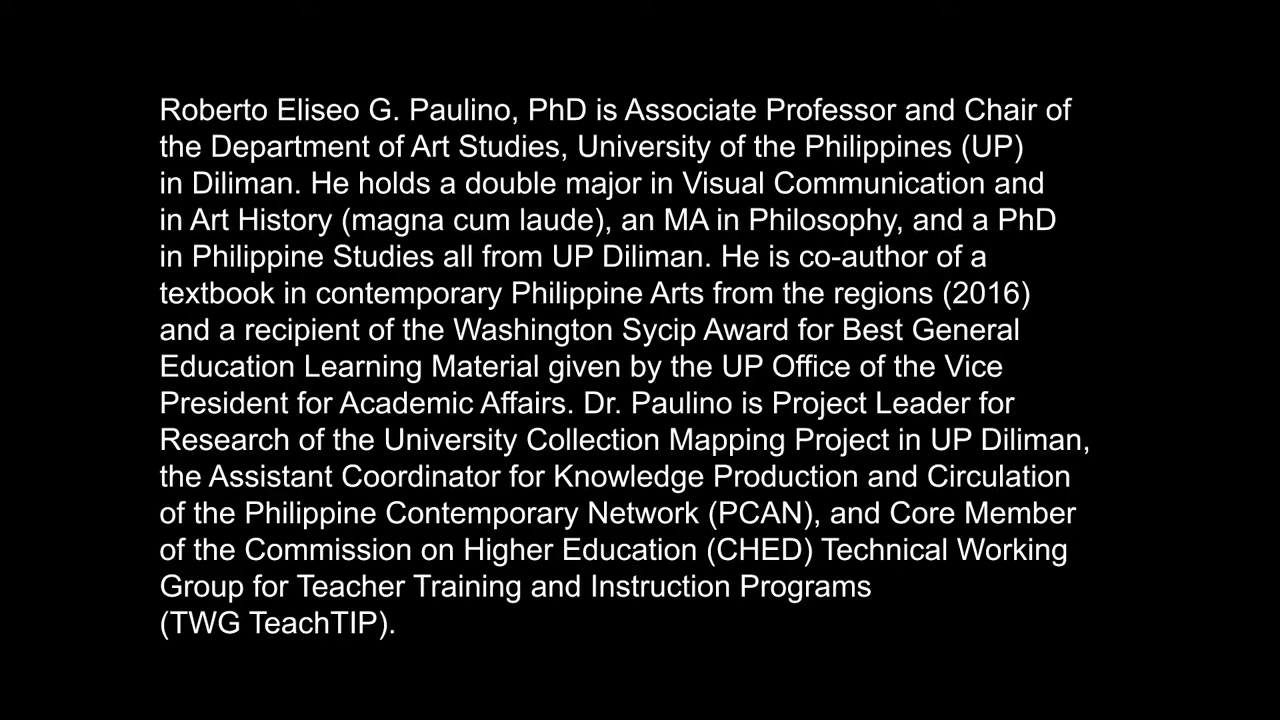 Roberto Eliseo G. Paulino, PhD is Associate Professor and Chair of
the Department of Art Studies, University of the Philippines (UP)
in Diliman. He holds a double major in Visual Communication and
in Art History (magna cum laude), an MA in Philosophy, and a PhD
in Philippine Studies all from UP Diliman. He is co-author of a
textbook in contemporary Philippine Arts from the regions (2016)
and a recipient of the Washington Sycip Award for Best General
Education Learning Material given by the UP Office of the Vice
President for Academic Affairs. Dr. Paulino is Project Leader for
Research of the University Collection Mapping Project in UP Diliman,
the Assistant Coordinator for Knowledge Production and Circulation
of the Philippine Contemporary Network (PCAN), and Core Member
of the Commission on Higher Education (CHED) Technical Working
Group for Teacher Training and Instruction Programs
(TWG TeachTIP).